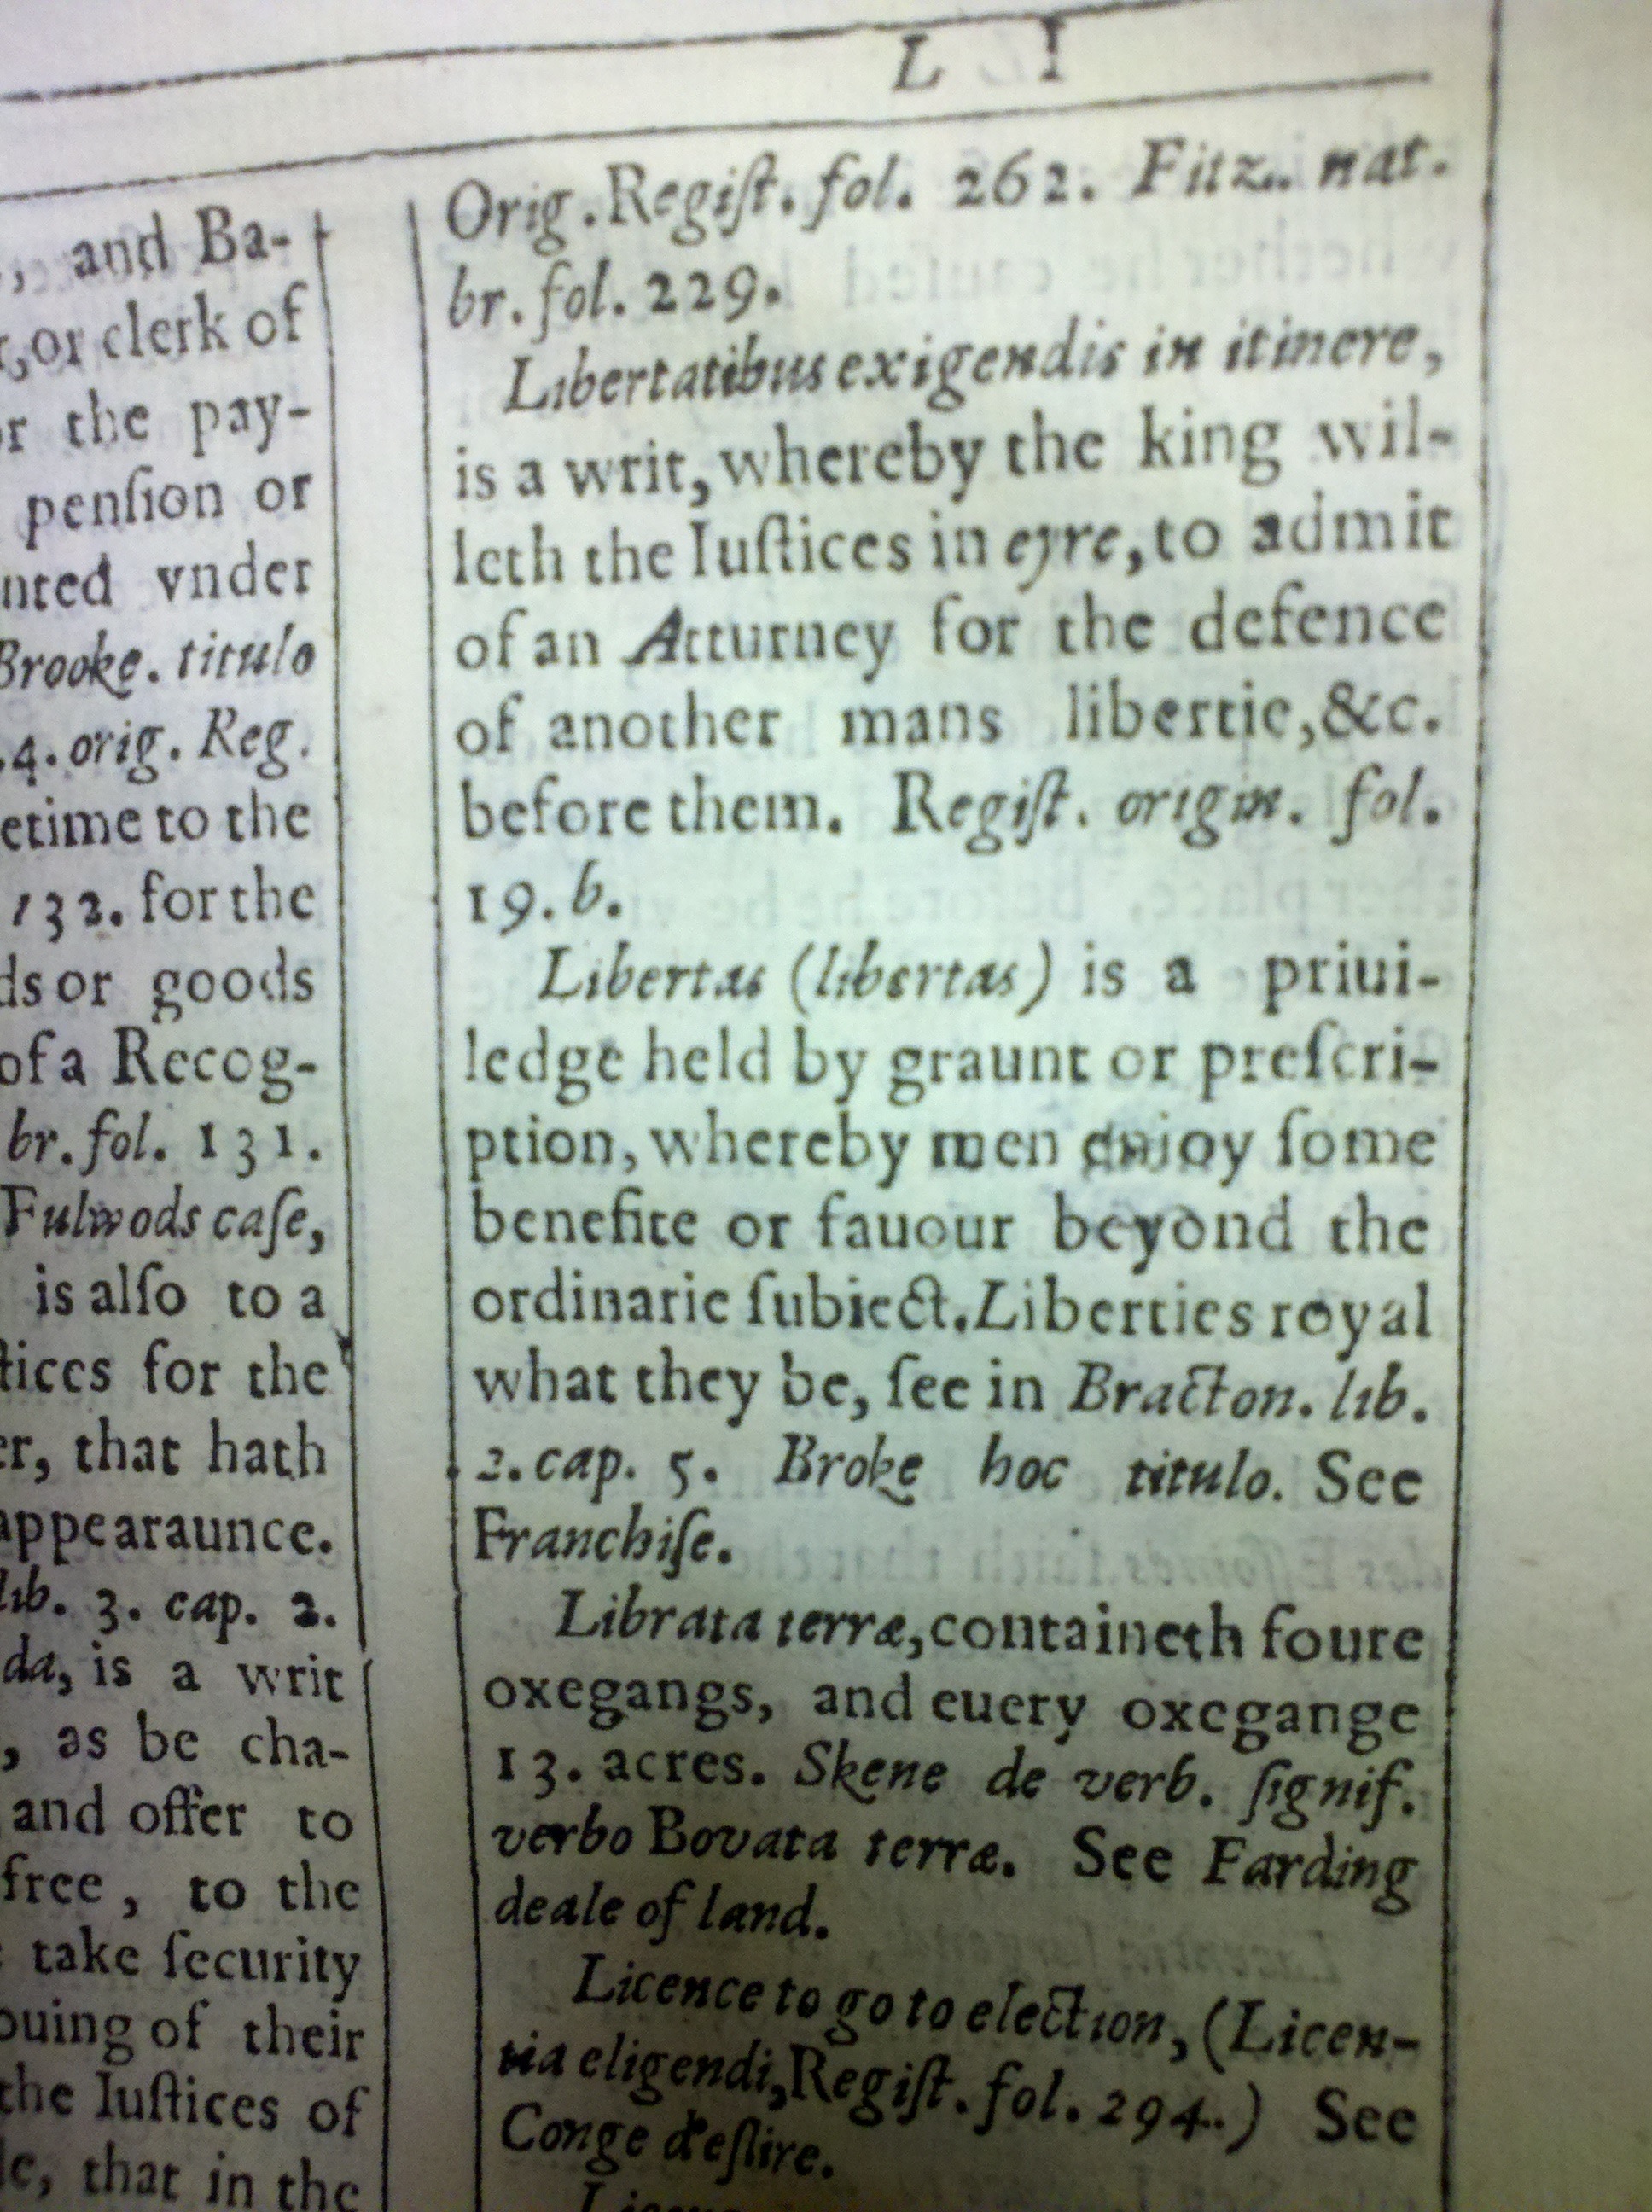 L I
, and Ba-
or clerk of
the pay-
pension or
vnder
Brooke. titulo
4. orig. Reg.
to the
132. for the
or goods
of a Recog-
br. fol. 131.
Fulwods case,
is also to a
for the
that hath
appearaunce.
lib. 3. cap. 2.
is a writ
, as be cha-
and offer to
free, to the
take security
of their
the Iustices of
that in the
Orig. Regist. fol. 262. Fitz. nat.
br. fol. 229.
Libertatibus exigendis in itinere,
is a writ, whereby the king wil-
leth the Iustices in eyre, to admit
of an Atturney for the defence
of another mans libertie, &c.
before them. Regist. origin. fol.
19. b.
Libertas (libertas) is a priui-
ledge held by graunt or prescri-
ption, whereby men enioy some
benefite or fauour beyond the
ordinarie subiect. Liberties royal
what they be, see in Bracton. lib.
2. cap. 5. Broke hoc titulo. See
Franchise.
Librata terræ, containeth foure
oxegangs, and euery oxegange
13. acres. Skene de verb. signif.
verbo Bovata terræ. See Farding
deale of land.
Licence to go to election, (Licen-
tia eligendi, Regist. fol. 294.) See
Conge d'eslire.